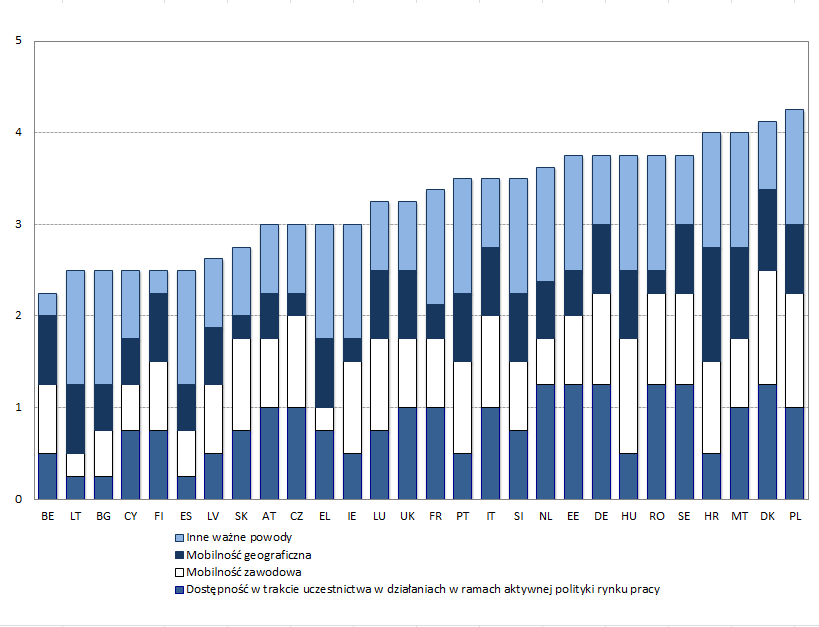 5
4
3
2
1
0
BE LT BG CY FI ES LV SK AT CZ EL IE LU UK FR PT IT SI NL EE DE HU RO SE HR MT DK PL
Inne ważne powody
Mobilność geograficzna
Mobilność zawodowa
Dostępność w trakcie uczestnictwa w działaniach w ramach aktywnej polityki rynku pracy